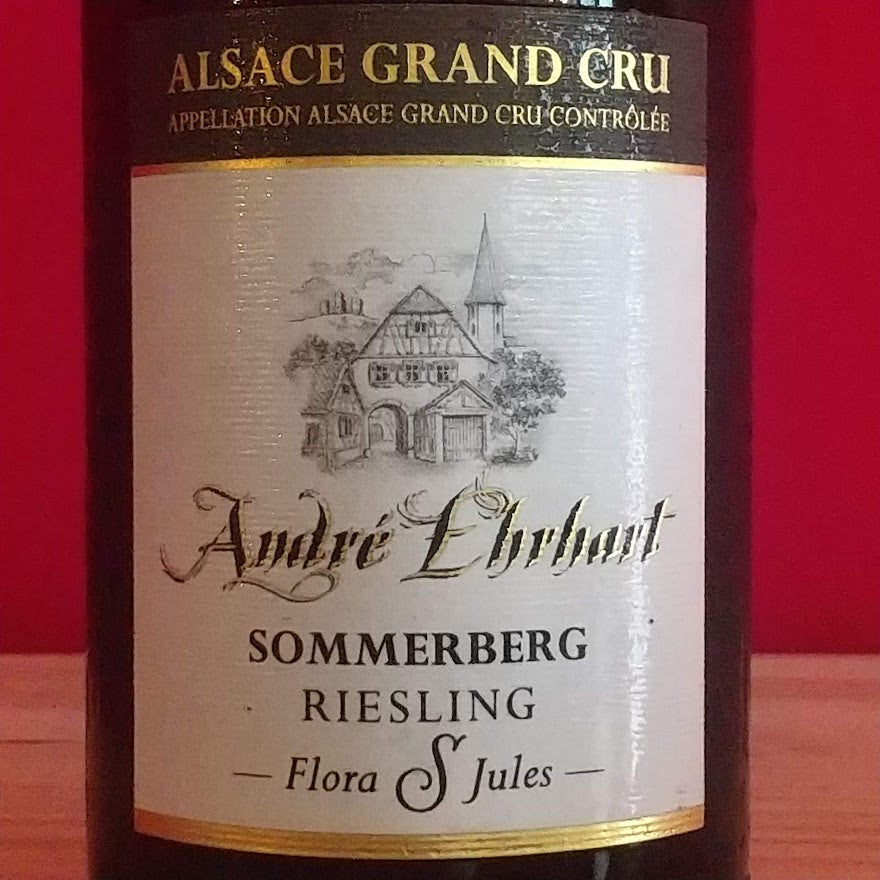 ALSACE GRAND CRU
APPELLATION ALSACE GRAND CRU CONTRÔLÉE
André Ehrhart
SOMMERBERG
RIESLING
— Flora S Jules —